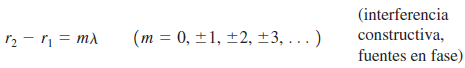 (interferencia
r₂ − r₁ = mλ (m = 0, ±1, ±2, ±3, . . . ) constructiva,
fuentes en fase)